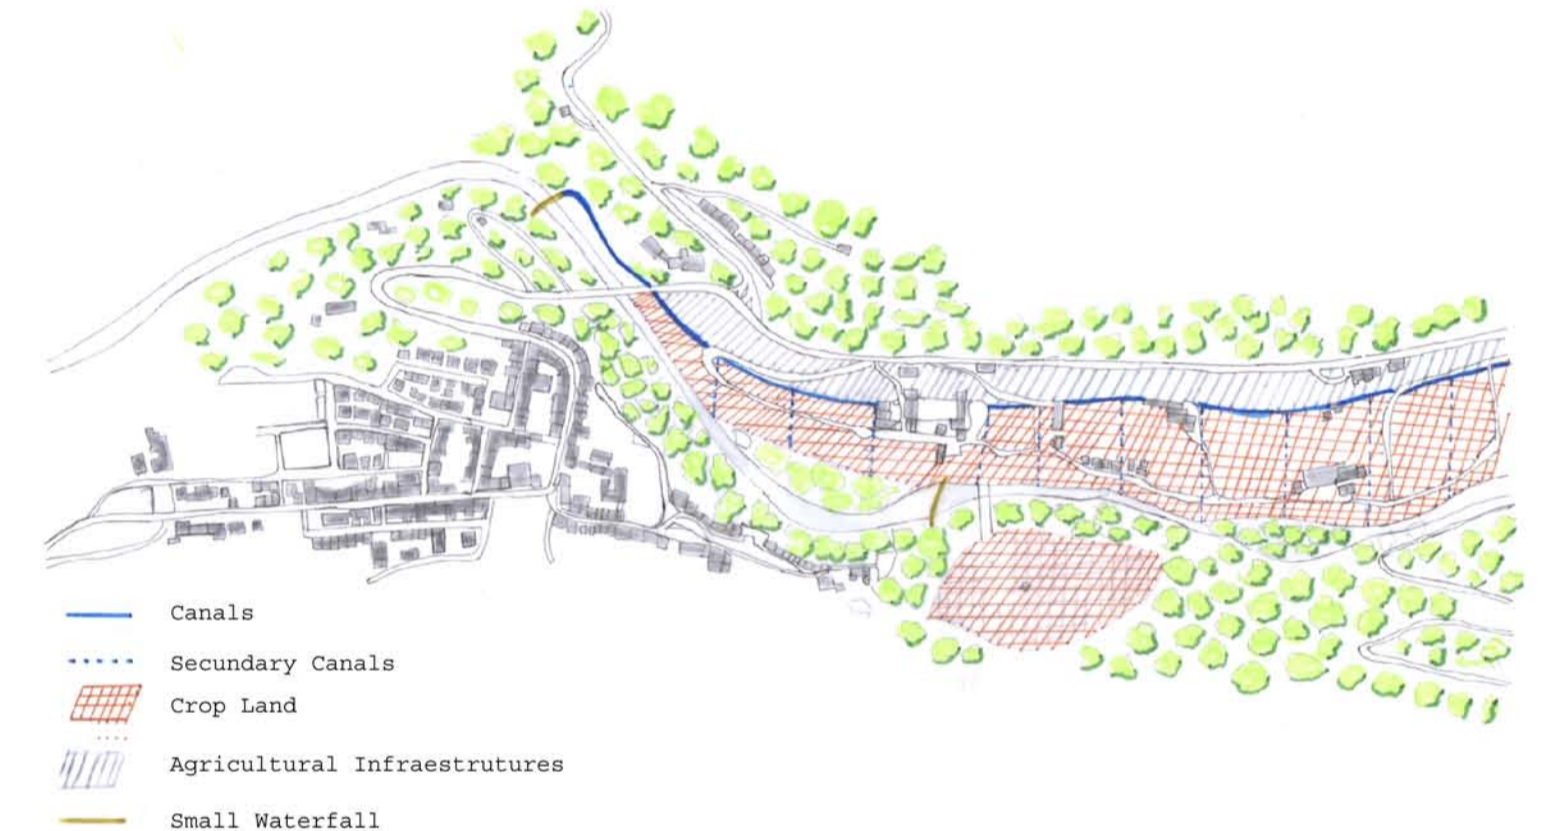 Canals
Secundary Canals
Crop Land
Agricultural Infraestrutures
Small Waterfall